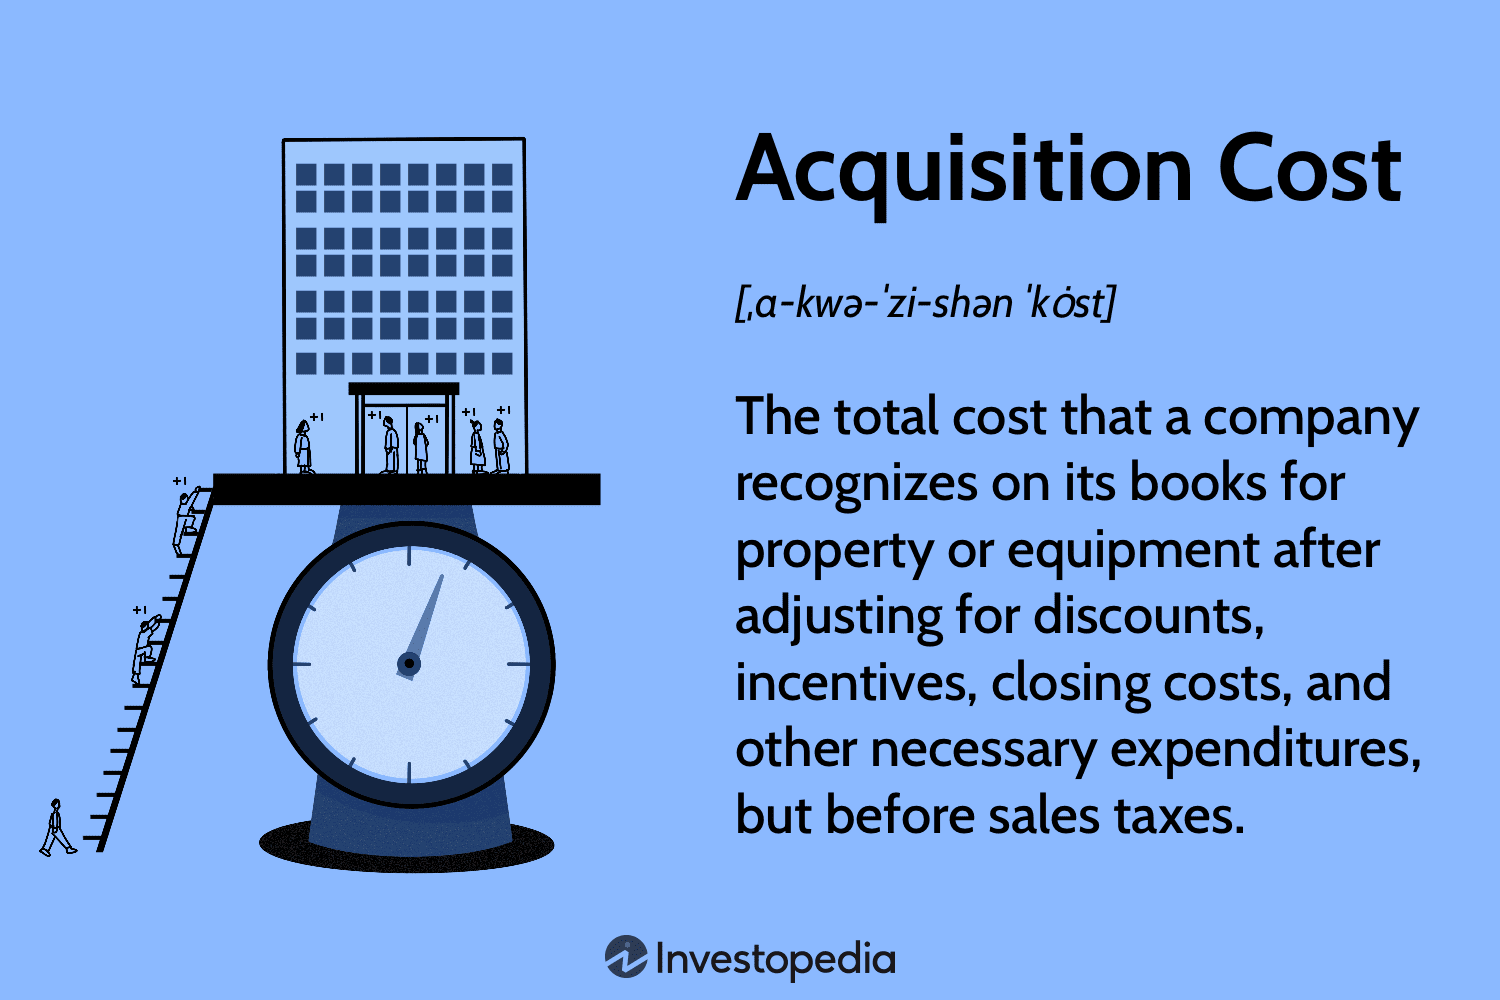 Acquisition Cost
[ˌa-kwə-ˈzi-shən ˈkȯst]
The total cost that a company
recognizes on its books for
property or equipment after
adjusting for discounts,
incentives, closing costs, and
other necessary expenditures,
but before sales taxes.
+1 +1 +1 +1 +1
+1
+1
Investopedia